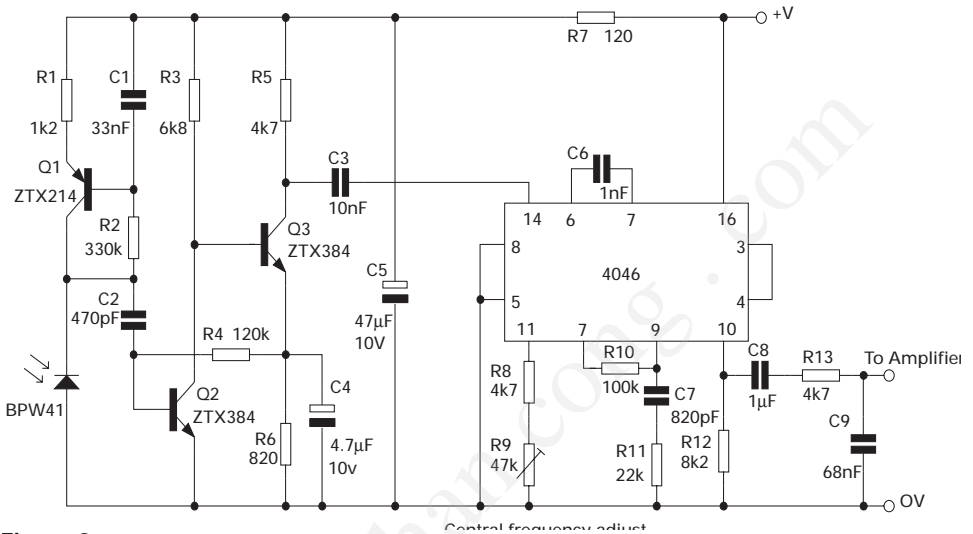 +V
R7 120
R1
1k2
C1
33nF
R3
6k8
R5
4k7
Q1
ZTX214
R2
330k
C2
470pF
BPW41
R4 120k
Q2
ZTX384
Q3
ZTX384
C3
10nF
R6
820
C4
4.7µF
10v
C5
47µF
10V
C6
1nF
14
6
7
16
8
3
4046
5
4
11
7
9
10
R8
4k7
R9
47k
R10
100k
C7
820pF
R11
22k
R12
8k2
C8
1µF
R13
4k7
To Amplifier
C9
68nF
OV
Central frequency adjust